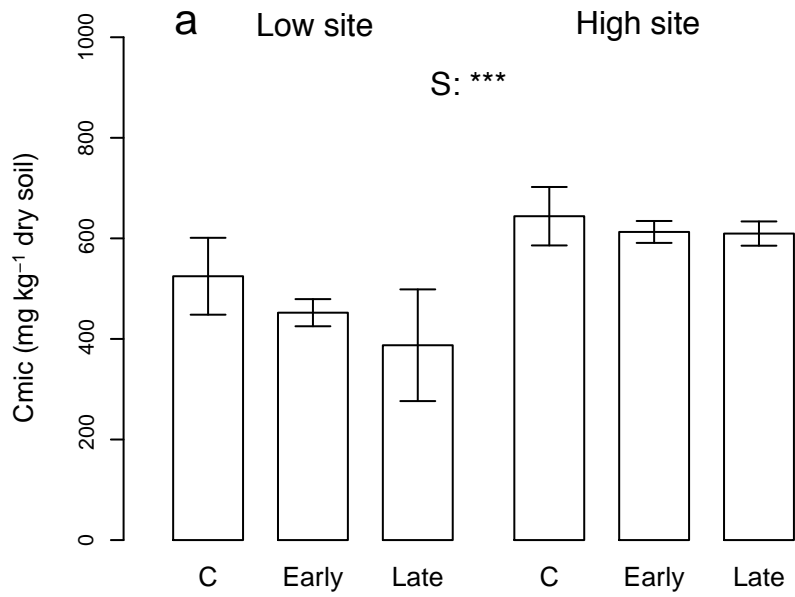 a
Low site
High site
S: ***
1000
800
600
400
200
0
Cmic (mg kg⁻¹ dry soil)
C
Early
Late
C
Early
Late